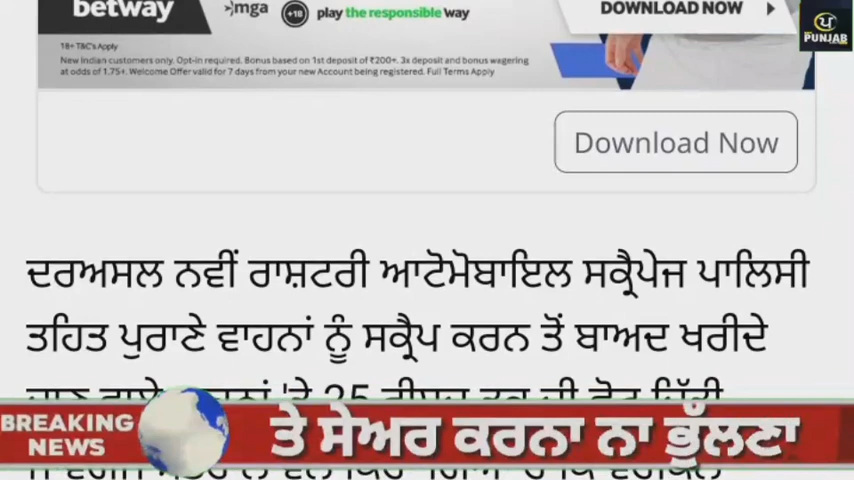 betway
mga
+18
play the responsible way
DOWNLOAD NOW
ਪੰ
PUNJAB
18+ T&C's Apply
New Indian customers only. Opt-in required. Bonus based on 1st deposit of ₹200+. 3x deposit and bonus wagering
at odds of 1.75+. Welcome Offer valid for 7 days from your new Account being registered. Full Terms Apply
Download Now
ਦਰਅਸਲ ਨਵੀਂ ਰਾਸ਼ਟਰੀ ਆਟੋਮੋਬਾਇਲ ਸਕ੍ਰੈਪੇਜ ਪਾਲਿਸੀ
ਤਹਿਤ ਪੁਰਾਣੇ ਵਾਹਨਾਂ ਨੂੰ ਸਕ੍ਰੈਪ ਕਰਨ ਤੋਂ ਬਾਅਦ ਖਰੀਦੇ
'ਤੇ 25
BREAKING
NEWS
ਤੇ ਸੇਅਰ ਕਰਨਾ ਨਾ ਭੁੱਲਣਾ